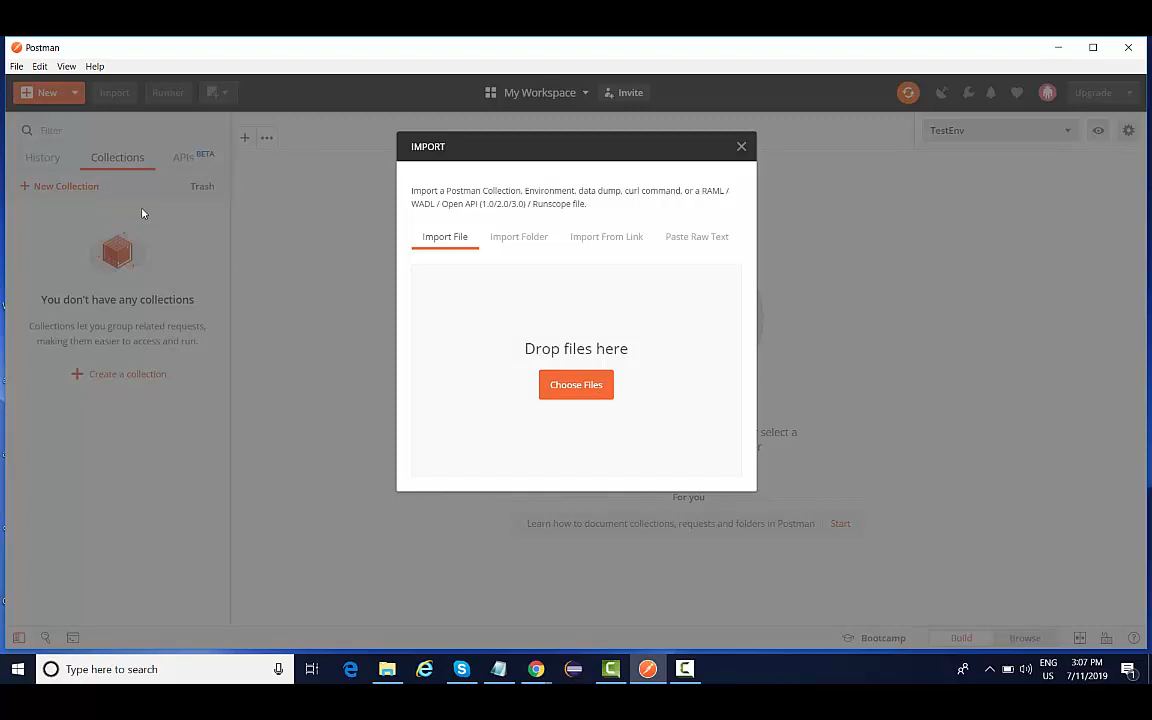 Postman
File Edit View Help
New Import Runner My Workspace Invite Upgrade
Filter
TestEnv
History Collections APIs BETA
+ New Collection Trash
You don't have any collections
Collections let you group related requests,
making them easier to access and run.
+ Create a collection
IMPORT
Import a Postman Collection, Environment, data dump, curl command, or a RAML /
WADL / Open API (1.0/2.0/3.0) / Runscope file.
Import File Import Folder Import From Link Paste Raw Text
Drop files here
Choose Files
select a
For you
Learn how to document collections, requests and folders in Postman Start
Bootcamp Build Browse
Type here to search
ENG
US
3:07 PM
7/11/2019